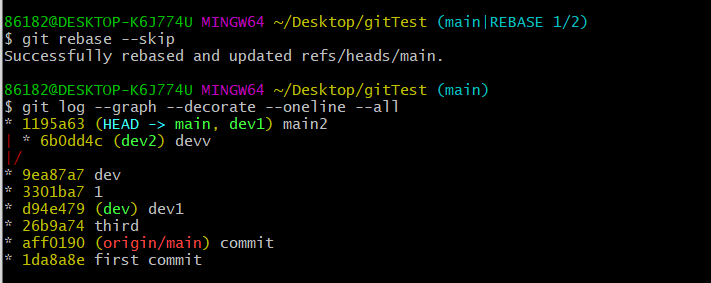 86182@DESKTOP-K6J774U MINGW64 ~/Desktop/gitTest (main|REBASE 1/2)
$ git rebase --skip
Successfully rebased and updated refs/heads/main.
86182@DESKTOP-K6J774U MINGW64 ~/Desktop/gitTest (main)
$ git log --graph --decorate --oneline --all
* 1195a63 (HEAD -> main, dev1) main2
| * 6b0dd4c (dev2) devv
|/
* 9ea87a7 dev
* 3301ba7 1
* d94e479 (dev) dev1
* 26b9a74 third
* aff0190 (origin/main) commit
* 1da8a8e first commit